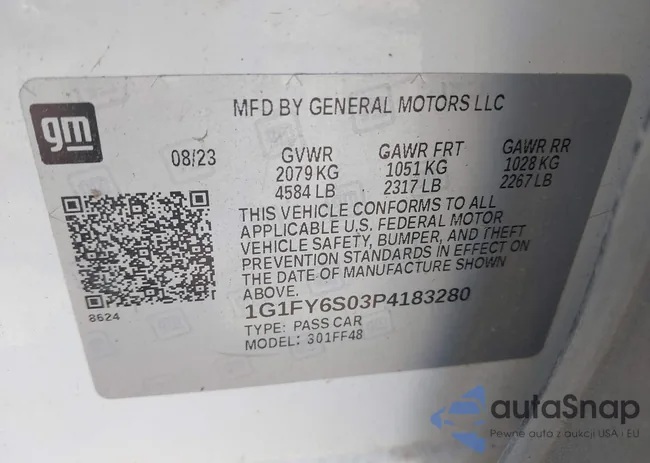 gm
MFD BY GENERAL MOTORS LLC
08/23
GVWR
2079 KG
4584 LB
GAWR FRT
1051 KG
2317 LB
GAWR RR
1028 KG
2267 LB
THIS VEHICLE CONFORMS TO ALL
APPLICABLE U.S. FEDERAL MOTOR
VEHICLE SAFETY, BUMPER, AND THEFT
PREVENTION STANDARDS IN EFFECT ON
THE DATE OF MANUFACTURE SHOWN
ABOVE.
8624
1G1FY6S03P4183280
TYPE: PASS CAR
MODEL: 301FF48
autaSnap
Pewne auta z aukcji USA i EU